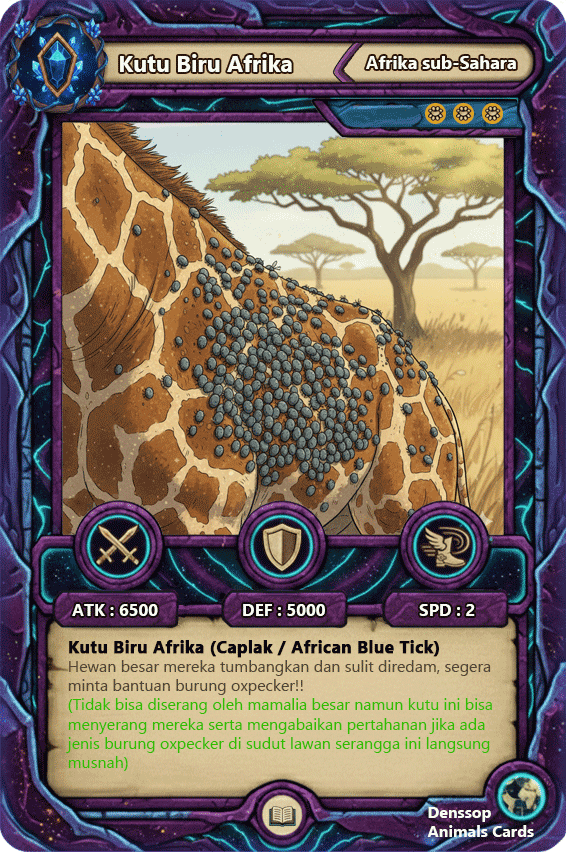 Kutu Biru Afrika
Afrika sub-Sahara
ATK : 6500
DEF : 5000
SPD : 2
Kutu Biru Afrika (Caplak / African Blue Tick)
Hewan besar mereka tumbangkan dan sulit diredam, segera
minta bantuan burung oxpecker!!
(Tidak bisa diserang oleh mamalia besar namun kutu ini bisa
menyerang mereka serta mengabaikan pertahanan jika ada
jenis burung oxpecker di sudut lawan serangga ini langsung
musnah)
Denssop
Animals Cards